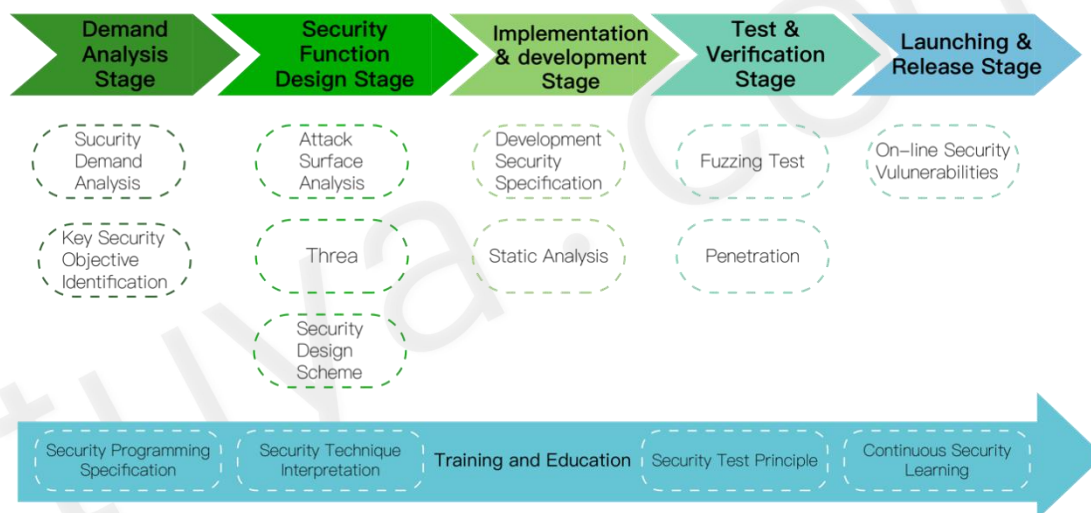 Demand
Analysis
Stage
Security
Function
Design Stage
Implementation
& development
Stage
Test &
Verification
Stage
Launching &
Release Stage
Sucurity
Demand
Analysis
Attack
Surface
Analysis
Development
Security
Specification
Fuzzing Test
On-line Security
Vulunerabilities
Key Security
Objective
Identification
Threa
Static Analysis
Penetration
Security
Design
Scheme
Security Programming
Specification
Security Technique
Interpretation
Training and Education
Security Test Principle
Continuous Security
Learning
tuya.com